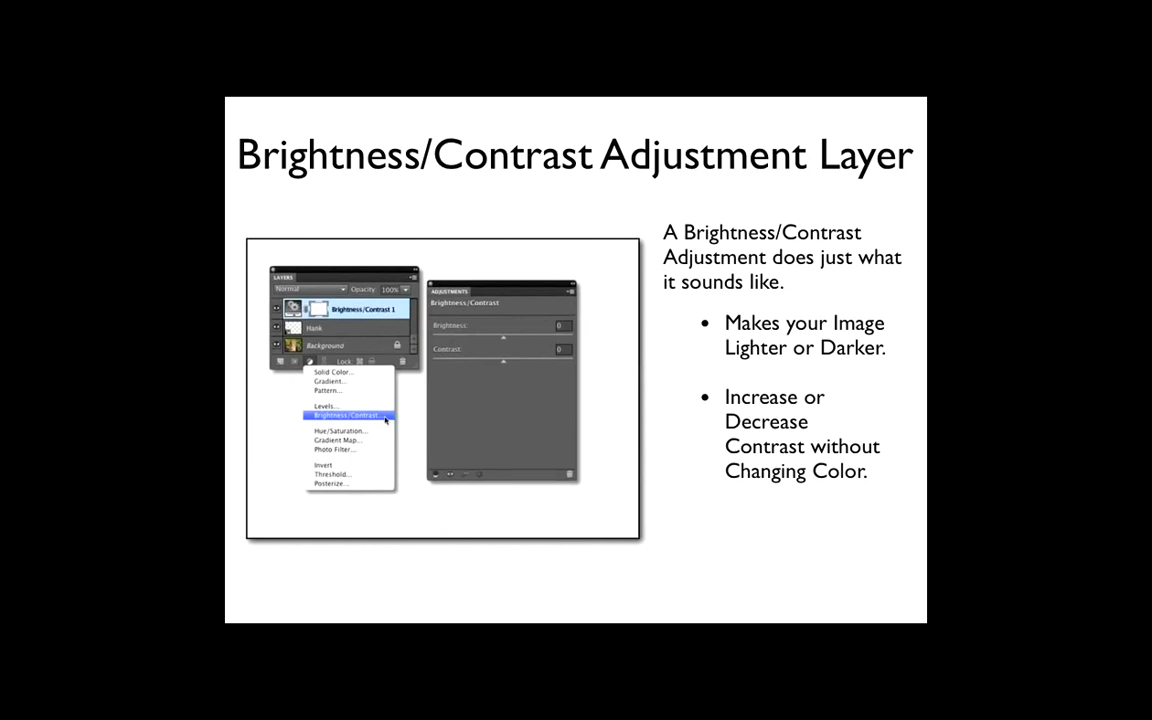 Brightness/Contrast Adjustment Layer
A Brightness/Contrast
Adjustment does just what
it sounds like.
• Makes your Image
Lighter or Darker.
• Increase or
Decrease
Contrast without
Changing Color.
LAYERS
Normal Opacity: 100%
Brightness/Contrast 1
Hank
Background
Lock:
Solid Color...
Gradient...
Pattern...
Levels...
Brightness/Contrast...
Hue/Saturation...
Gradient Map...
Photo Filter...
Invert
Threshold...
Posterize...
ADJUSTMENTS
Brightness/Contrast
Brightness: 0
Contrast: 0